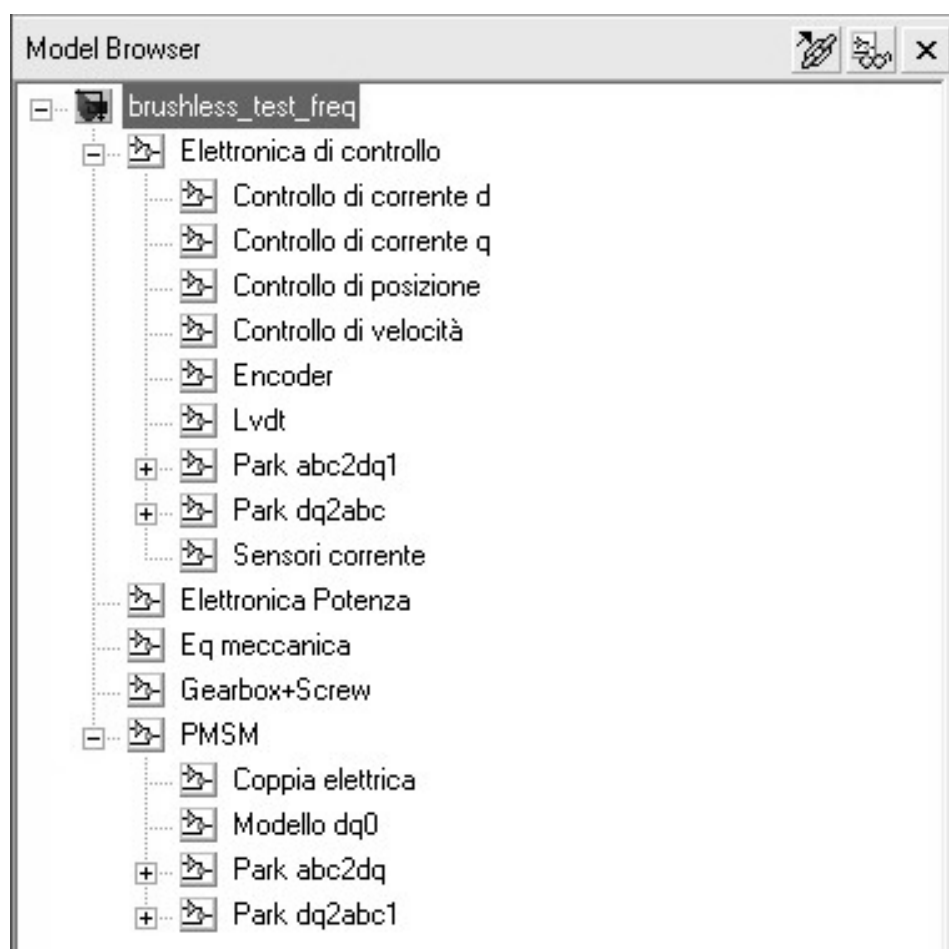 Model Browser
brushless_test_freq
Elettronica di controllo
Controllo di corrente d
Controllo di corrente q
Controllo di posizione
Controllo di velocità
Encoder
Lvdt
Park abc2dq1
Park dq2abc
Sensori corrente
Elettronica Potenza
Eq meccanica
Gearbox+Screw
PMSM
Coppia elettrica
Modello dq0
Park abc2dq
Park dq2abc1